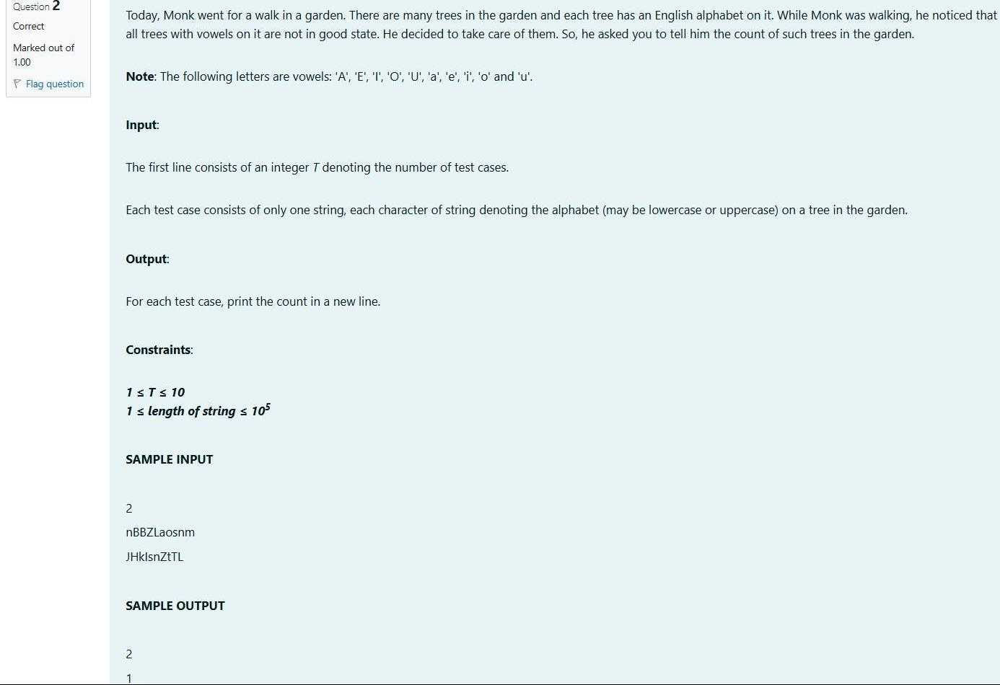 Question 2
Correct
Marked out of
1.00
Flag question
Today, Monk went for a walk in a garden. There are many trees in the garden and each tree has an English alphabet on it. While Monk was walking, he noticed that
all trees with vowels on it are not in good state. He decided to take care of them. So, he asked you to tell him the count of such trees in the garden.
Note: The following letters are vowels: 'A', 'E', 'I', 'O', 'U', 'a', 'e', 'i', 'o' and 'u'.
Input:
The first line consists of an integer T denoting the number of test cases.
Each test case consists of only one string, each character of string denoting the alphabet (may be lowercase or uppercase) on a tree in the garden.
Output:
For each test case, print the count in a new line.
Constraints:
1 ≤ T ≤ 10
1 ≤ length of string ≤ 10⁵
SAMPLE INPUT
2
nBBZLaosnm
JHkIsnZtTL
SAMPLE OUTPUT
2
1